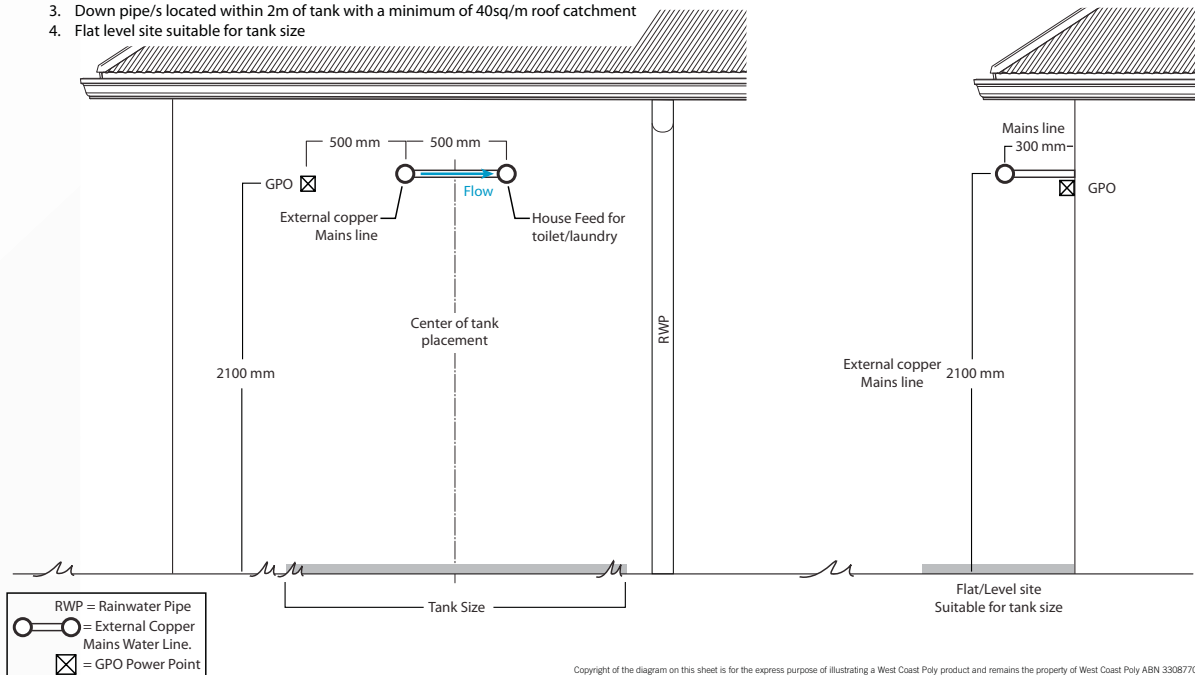 3. Down pipe/s located within 2m of tank with a minimum of 40sq/m roof catchment
4. Flat level site suitable for tank size
500 mm
500 mm
GPO
Flow
External copper
Mains line
House Feed for
toilet/laundry
Center of tank
placement
RWP
2100 mm
Tank Size
Mains line
300 mm
GPO
External copper
Mains line
2100 mm
Flat/Level site
Suitable for tank size
RWP = Rainwater Pipe
= External Copper
Mains Water Line.
= GPO Power Point
Copyright of the diagram on this sheet is for the express purpose of illustrating a West Coast Poly product and remains the property of West Coast Poly ABN 3308770